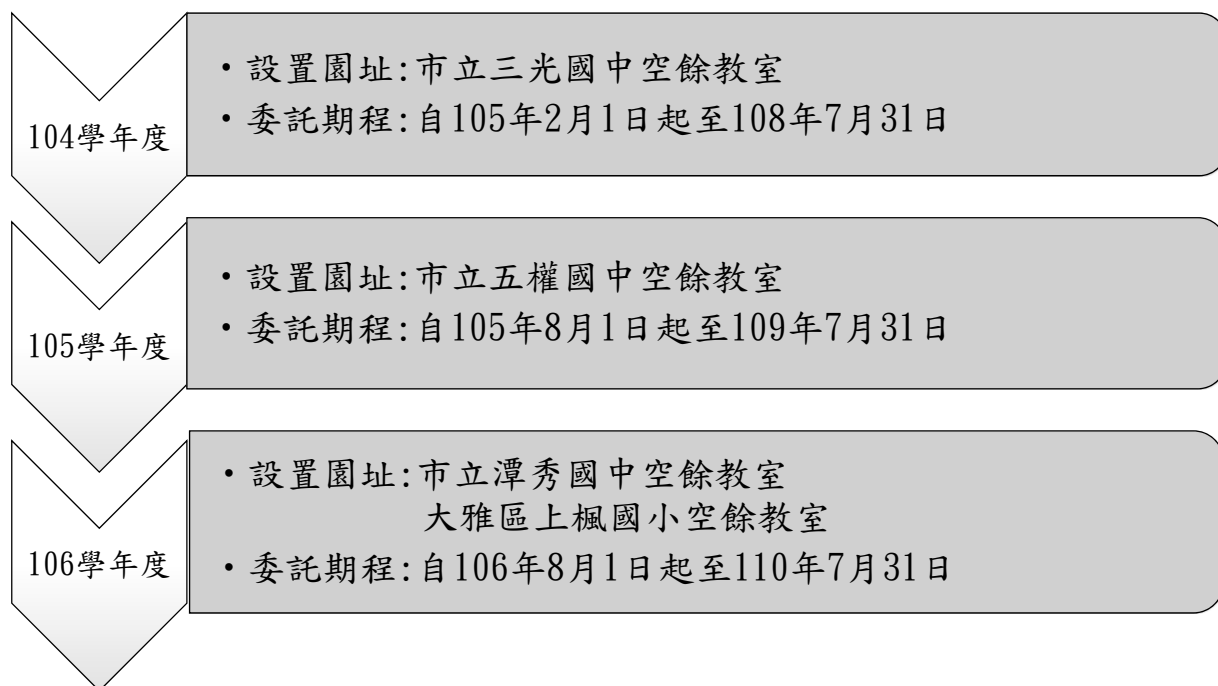 104學年度
•設置園址:市立三光國中空餘教室
•委託期程:自105年2月1日起至108年7月31日
105學年度
•設置園址:市立五權國中空餘教室
•委託期程:自105年8月1日起至109年7月31日
106學年度
•設置園址:市立潭秀國中空餘教室
大雅區上楓國小空餘教室
•委託期程:自106年8月1日起至110年7月31日